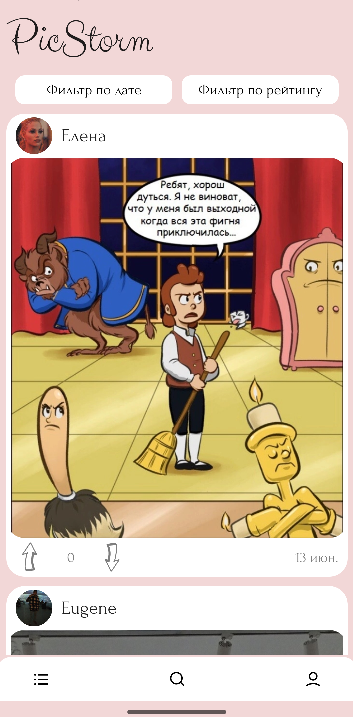 PicStorm
Фильтр по дате
Фильтр по рейтингу
Елена
Ребят, хорош
дуться. Я не виноват,
что у меня был выходной
когда вся эта фигня
приключилась...
0
13 июн.
Eugene